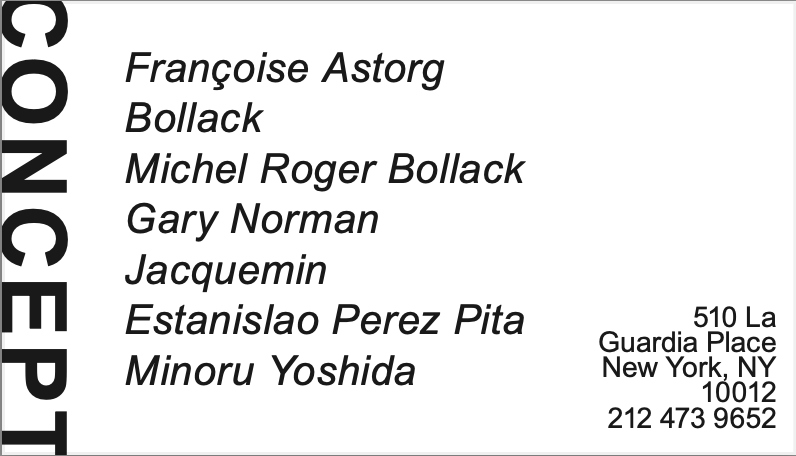 CONCEPT
Françoise Astorg
Bollack
Michel Roger Bollack
Gary Norman
Jacquemin
Estanislao Perez Pita
Minoru Yoshida
510 La
Guardia Place
New York, NY
10012
212 473 9652